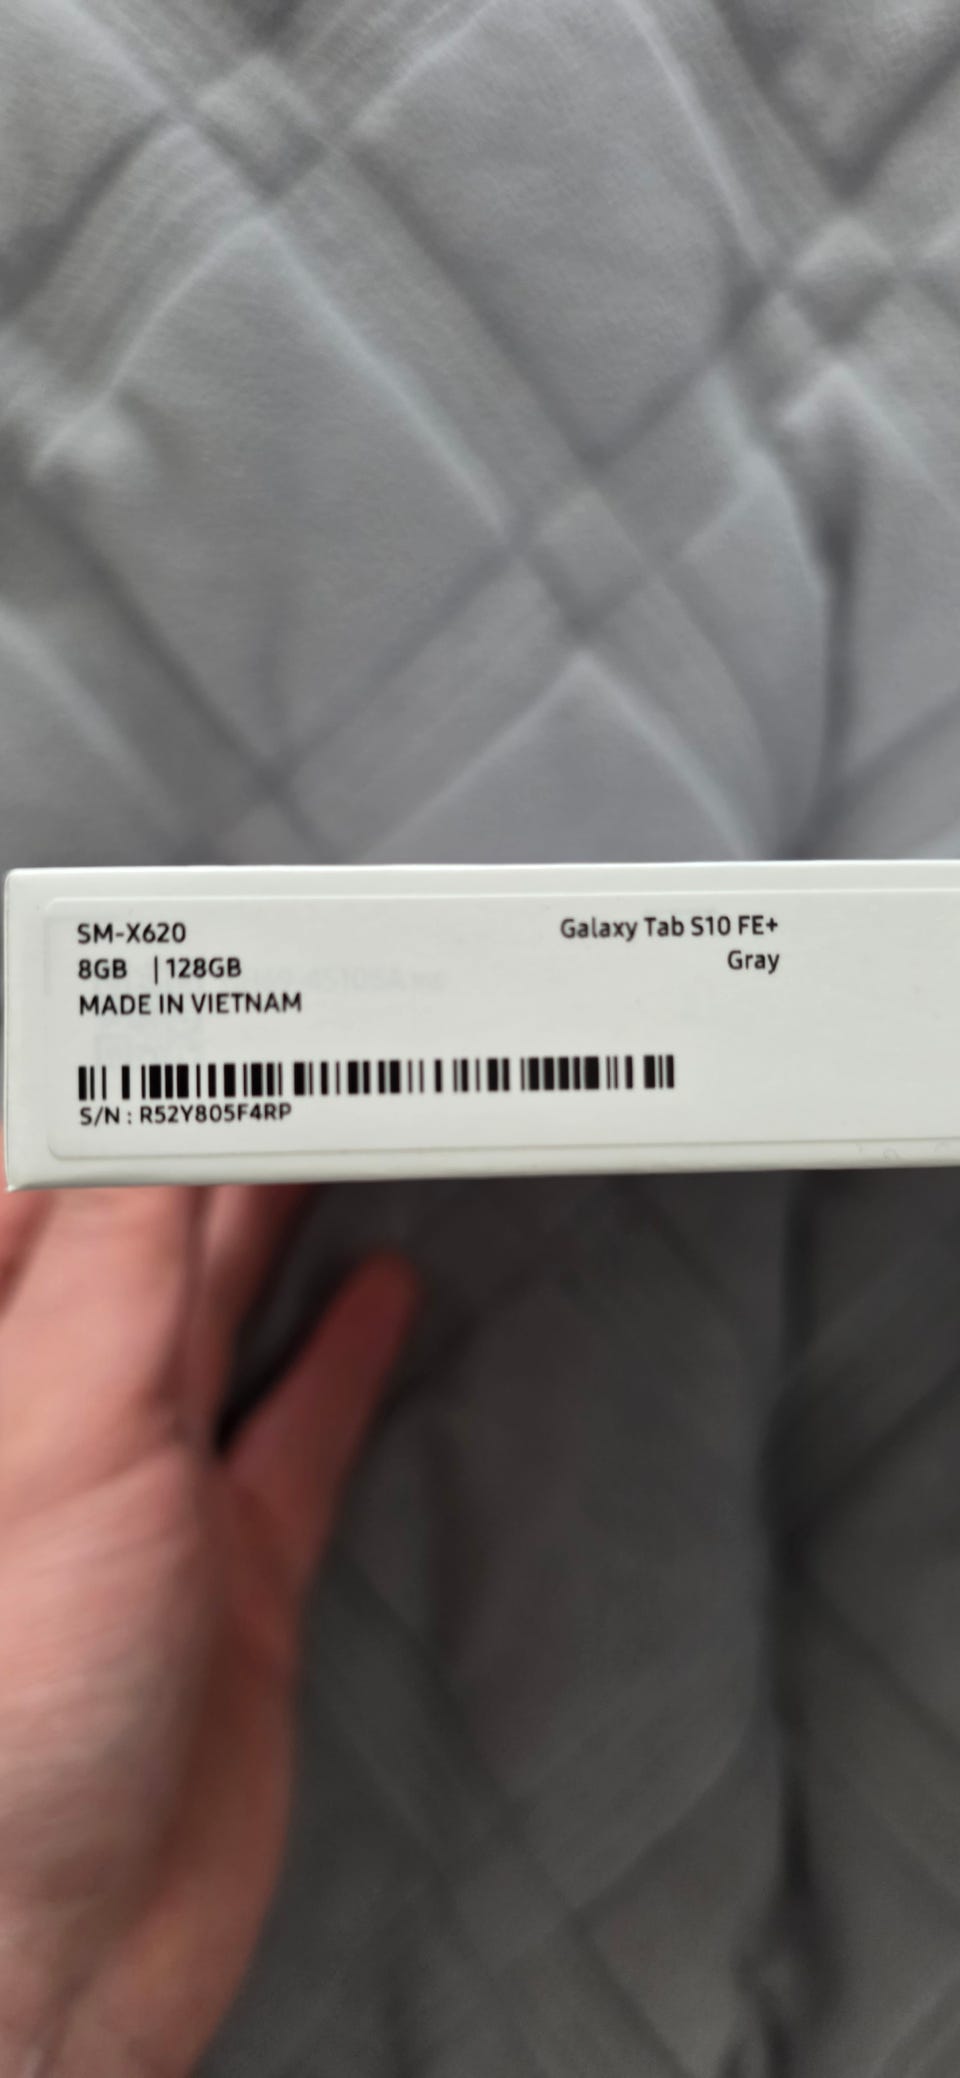 SM-X620
Galaxy Tab S10 FE+
8GB | 128GB
Gray
MADE IN VIETNAM
S/N : R52Y805F4RP